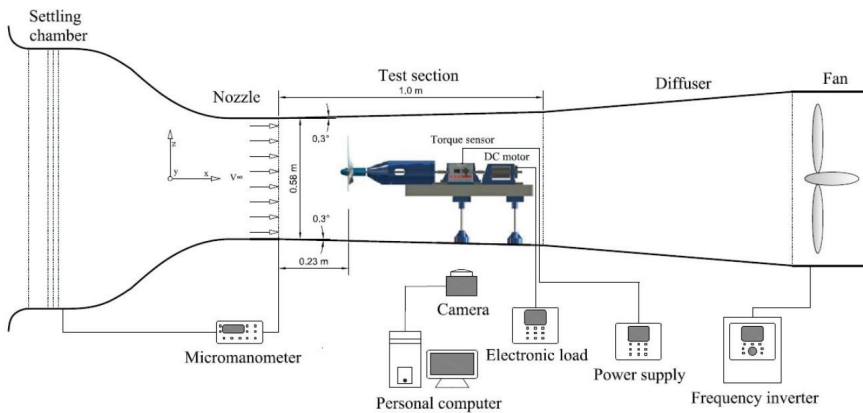 Settling
chamber
Nozzle
Test section
1.0 m
Diffuser
Fan
0,3°
Torque sensor
DC motor
z
y
x
V∞
0.58 m
0.3°
0.23 m
Camera
Micromanometer
Electronic load
Power supply
Personal computer
Frequency inverter